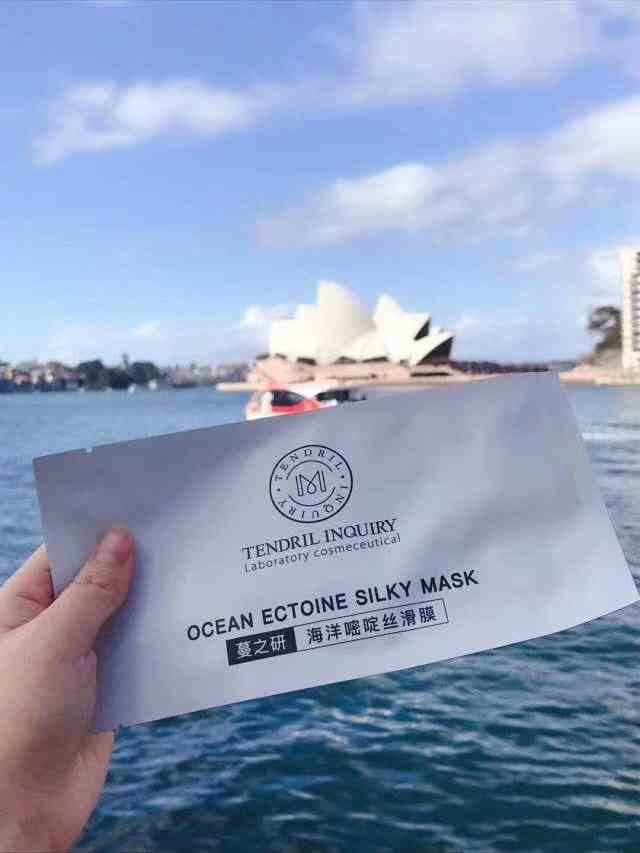 TENDRIL
M
INQUIRY
TENDRIL INQUIRY
Laboratory cosmeceutical
OCEAN ECTOINE SILKY MASK
蔓之研 海洋嘧啶丝滑膜